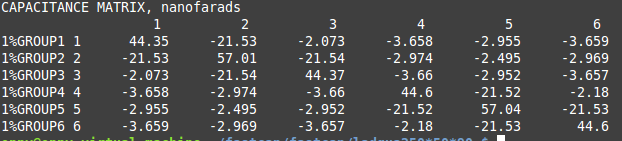 CAPACITANCE MATRIX, nanofarads
1 2 3 4 5 6
1%GROUP1 1 44.35 -21.53 -2.073 -3.658 -2.955 -3.659
1%GROUP2 2 -21.53 57.01 -21.54 -2.974 -2.495 -2.969
1%GROUP3 3 -2.073 -21.54 44.37 -3.66 -2.952 -3.657
1%GROUP4 4 -3.658 -2.974 -3.66 44.6 -21.52 -2.18
1%GROUP5 5 -2.955 -2.495 -2.952 -21.52 57.04 -21.53
1%GROUP6 6 -3.659 -2.969 -3.657 -2.18 -21.53 44.6